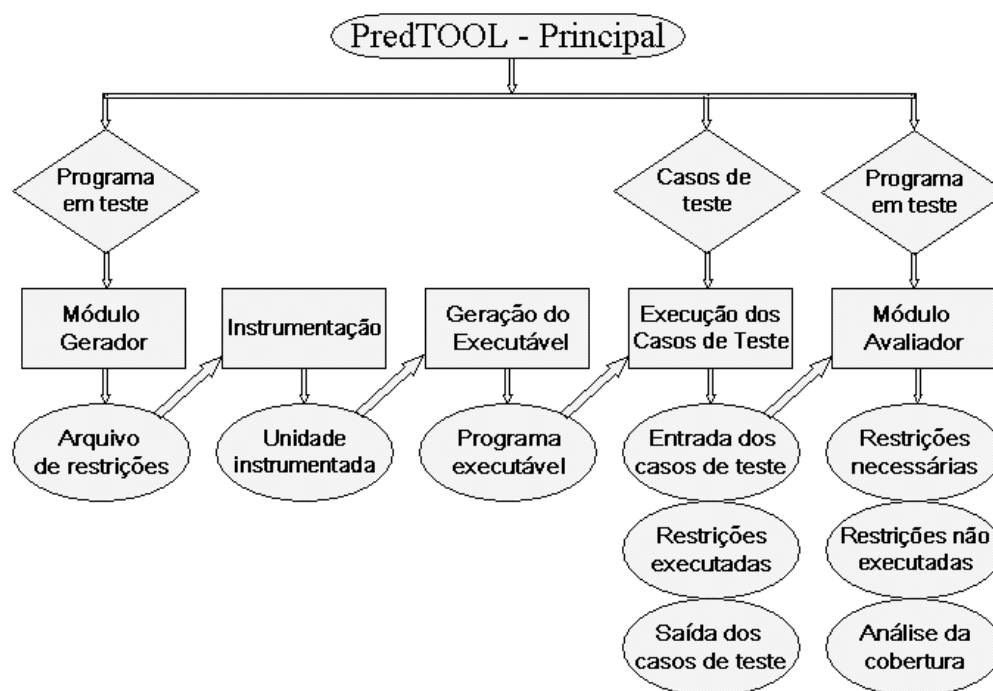 PredTOOL - Principal
Programa
em teste
Casos de
teste
Programa
em teste
Módulo
Gerador
Instrumentação
Geração do
Executável
Execução dos
Casos de Teste
Módulo
Avaliador
Arquivo
de restrições
Unidade
instrumentada
Programa
executável
Entrada dos
casos de teste
Restrições
necessárias
Restrições
executadas
Restrições não
executadas
Saída dos
casos de teste
Análise da
cobertura